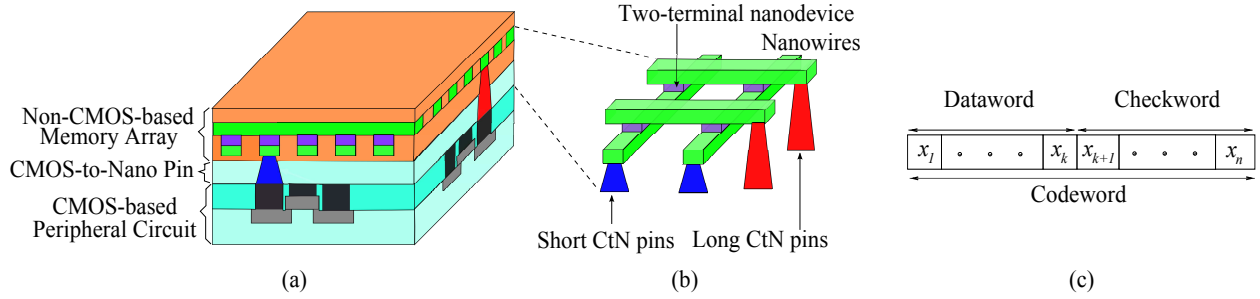 Non-CMOS-based
Memory Array
CMOS-to-Nano Pin
CMOS-based
Peripheral Circuit
(a)
Two-terminal nanodevice
Nanowires
Short CtN pins
Long CtN pins
(b)
Dataword
Checkword
x1 ∘ ∘ ∘ xk xk+1 ∘ ∘ ∘ xn
Codeword
(c)